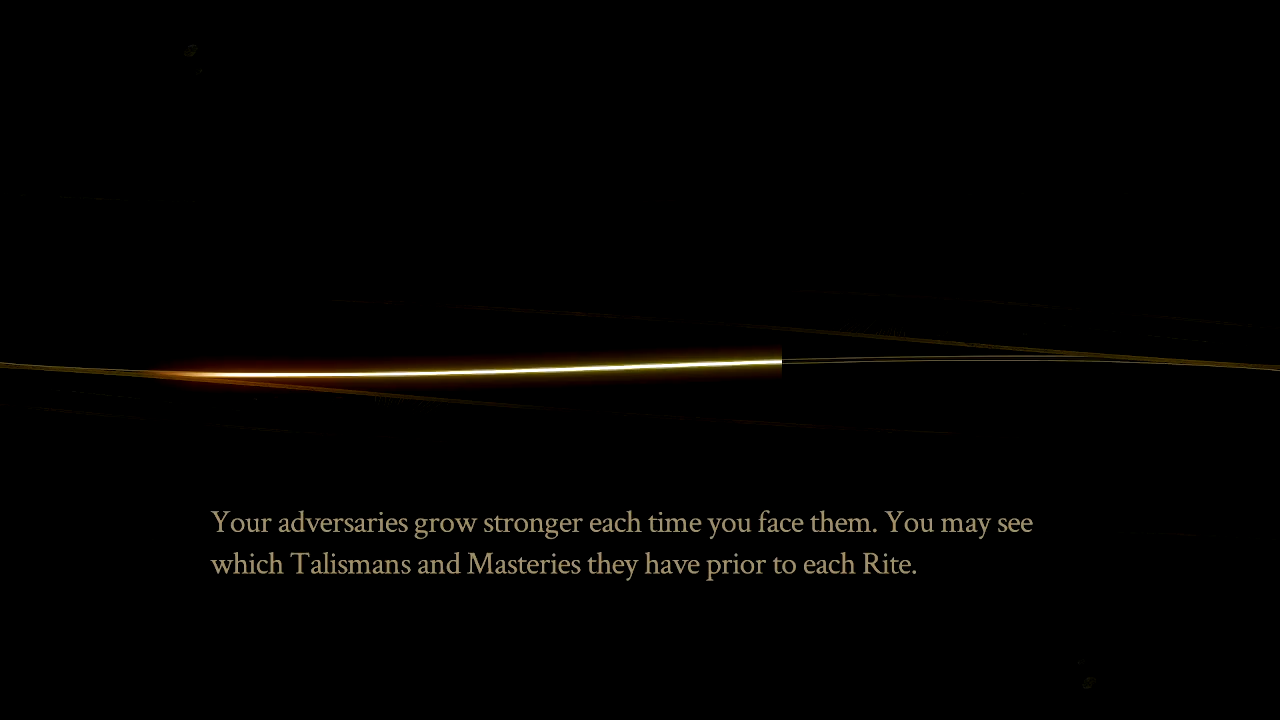 Your adversaries grow stronger each time you face them. You may see
which Talismans and Masteries they have prior to each Rite.